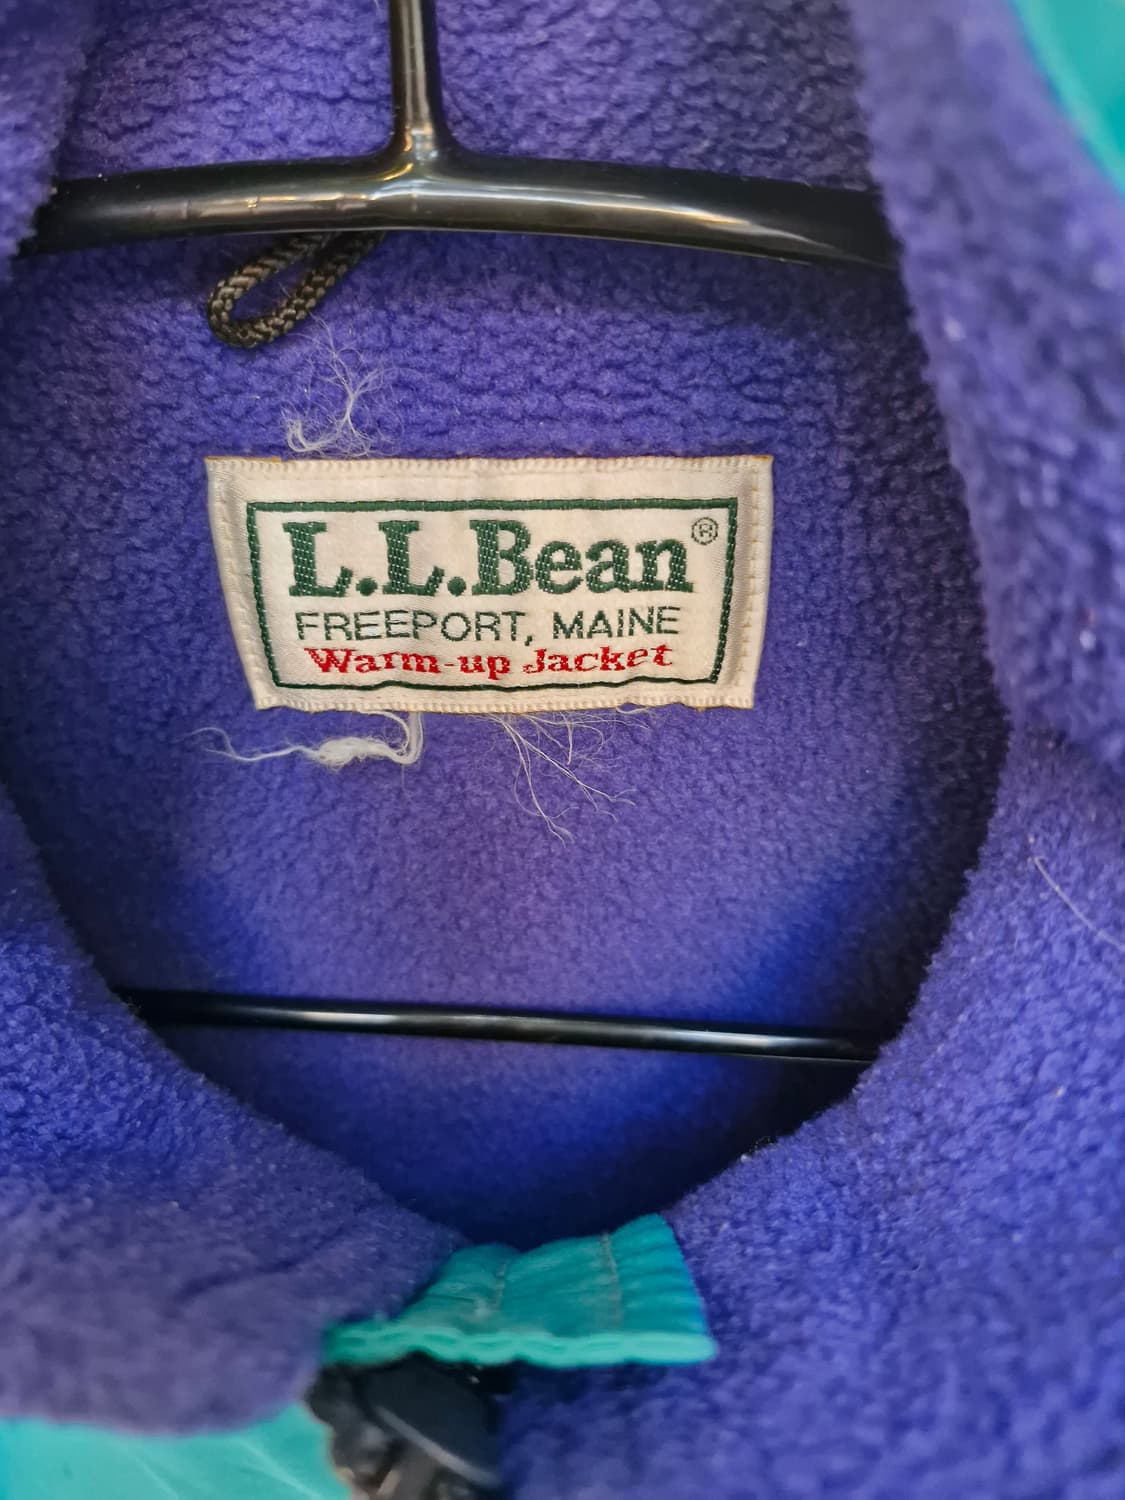 L.L.Bean®
FREEPORT, MAINE
Warm-up Jacket